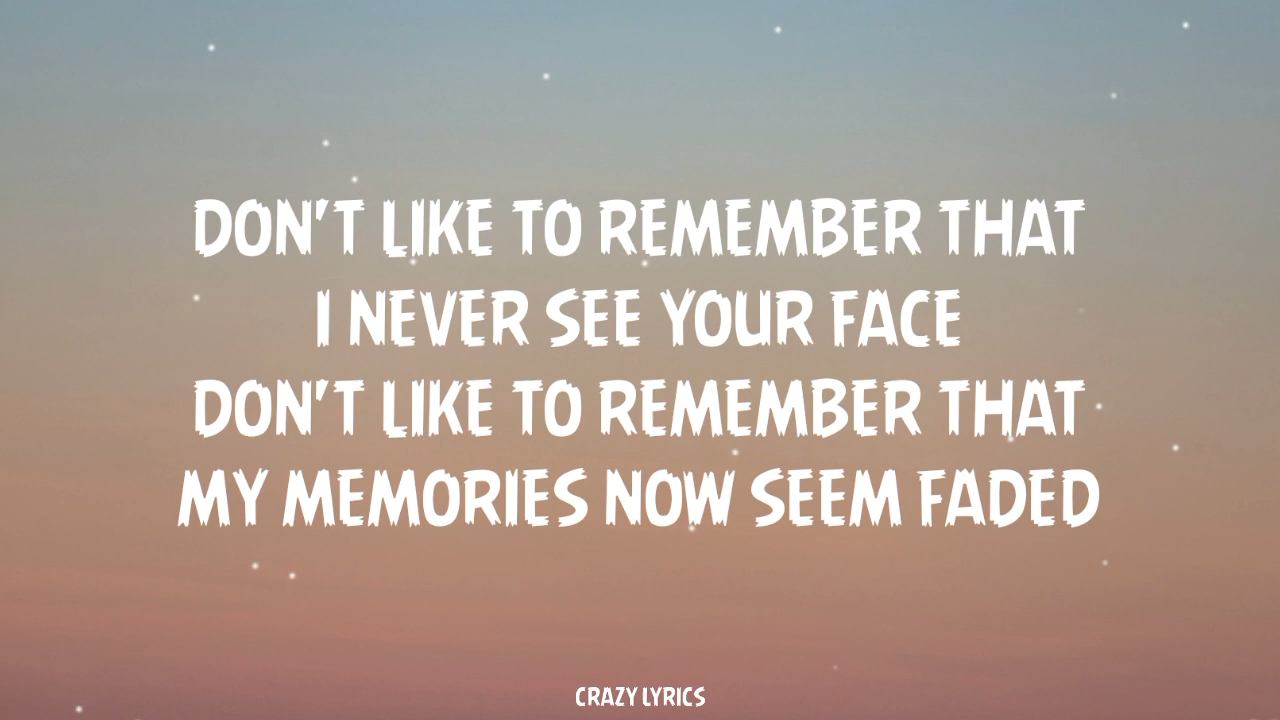 DON'T LIKE TO REMEMBER THAT
I NEVER SEE YOUR FACE
DON'T LIKE TO REMEMBER THAT
MY MEMORIES NOW SEEM FADED
CRAZY LYRICS